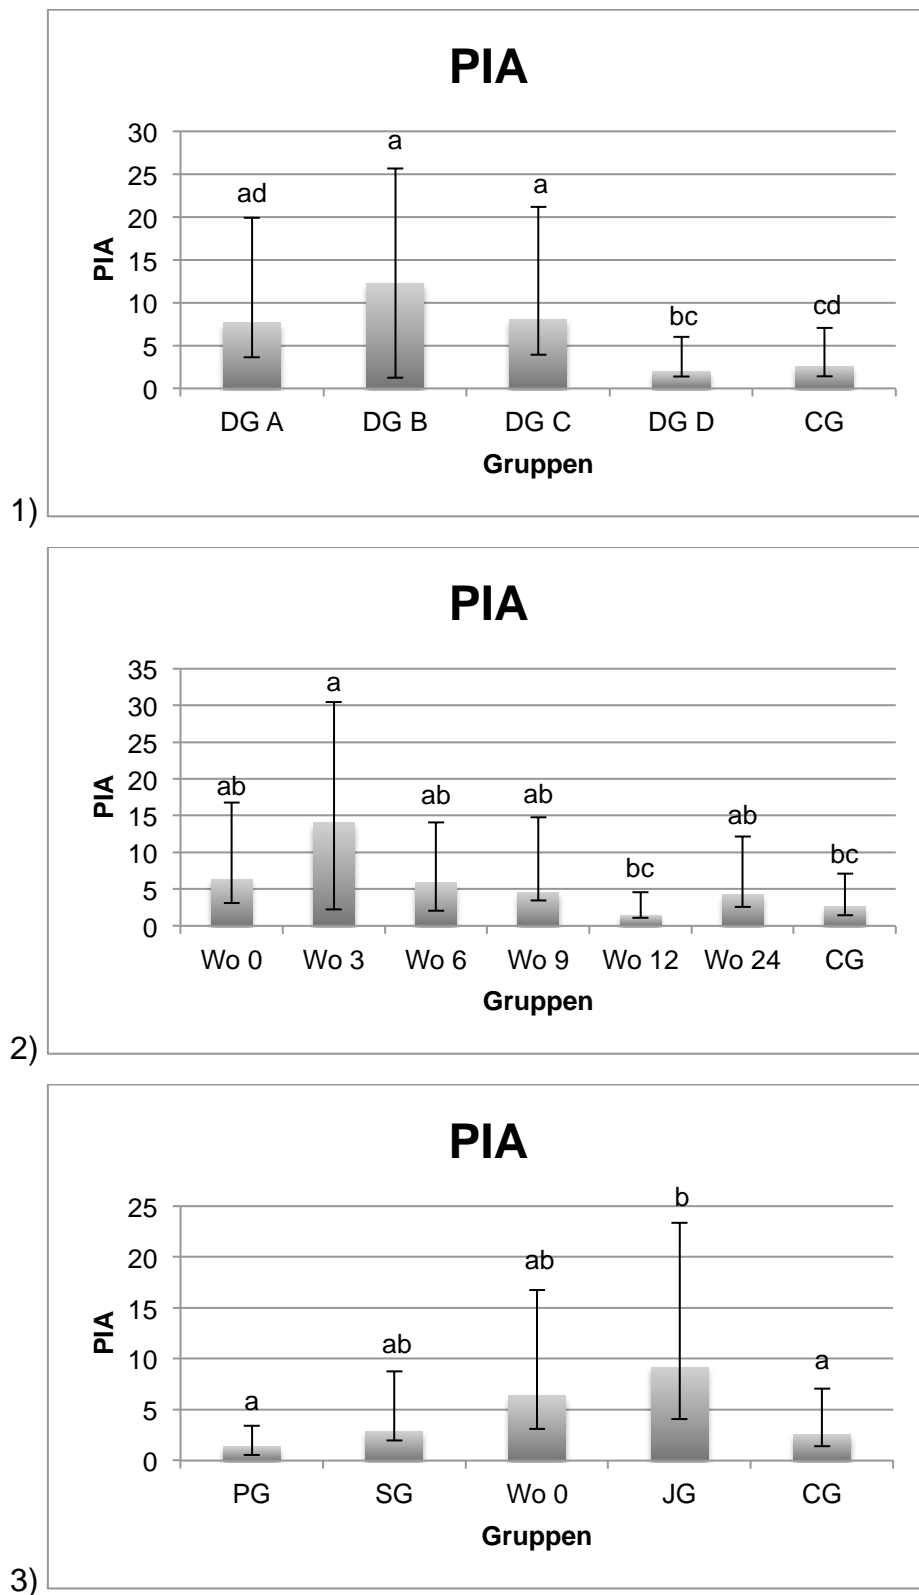 PIA
30
25
20
15
10
5
0
PIA
ad
a
a
bc
cd
DG A DG B DG C DG D CG
Gruppen
1)
PIA
35
30
25
20
15
10
5
0
PIA
ab
a
ab
ab
bc
ab
bc
Wo 0 Wo 3 Wo 6 Wo 9 Wo 12 Wo 24 CG
Gruppen
2)
PIA
25
20
15
10
5
0
PIA
a
ab
ab
b
a
PG SG Wo 0 JG CG
Gruppen
3)